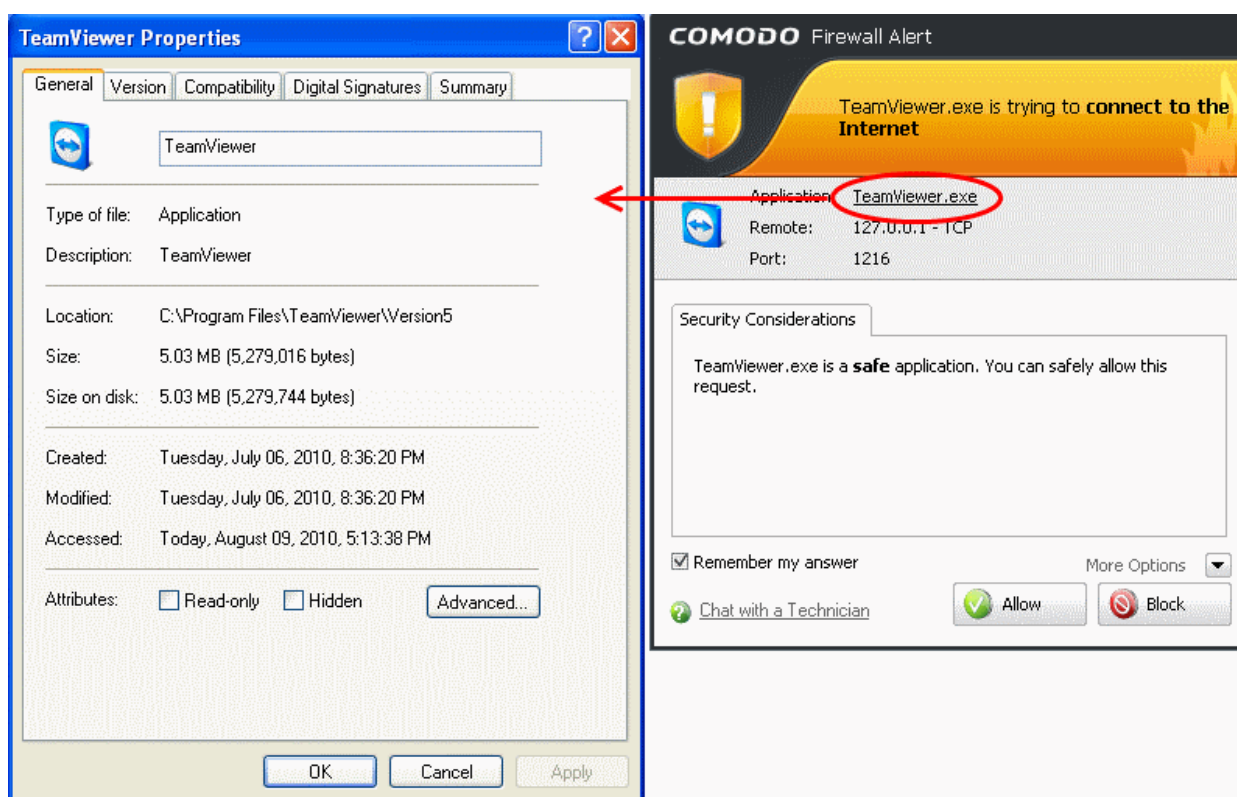 TeamViewer Properties
General Version Compatibility Digital Signatures Summary
TeamViewer
Type of file: Application
Description: TeamViewer
Location: C:\Program Files\TeamViewer\Version5
Size: 5.03 MB (5,279,016 bytes)
Size on disk: 5.03 MB (5,279,744 bytes)
Created: Tuesday, July 06, 2010, 8:36:20 PM
Modified: Tuesday, July 06, 2010, 8:36:20 PM
Accessed: Today, August 09, 2010, 5:13:38 PM
Attributes: Read-only Hidden Advanced...
OK Cancel Apply
COMODO Firewall Alert
TeamViewer.exe is trying to connect to the
Internet
Application TeamViewer.exe
Remote: 127.0.0.1 - TCP
Port: 1216
Security Considerations
TeamViewer.exe is a safe application. You can safely allow this
request.
Remember my answer More Options
Chat with a Technician Allow Block